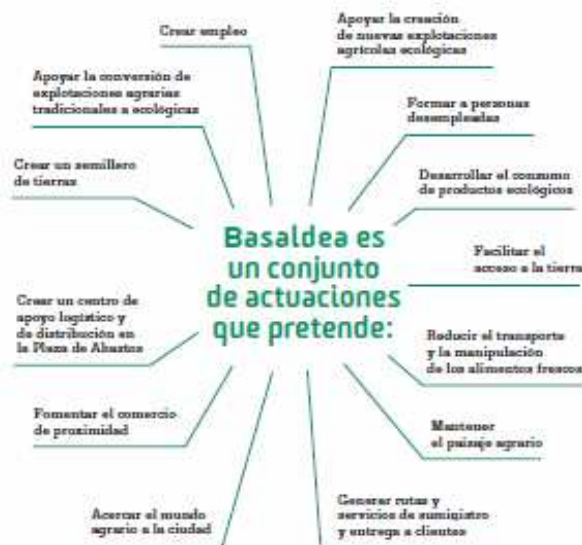 Crear empleo
Apoyar la creación
de nuevas explotaciones
agrícolas ecológicas
Apoyar la conversión de
explotaciones agrarias
tradicionales a ecológicas
Formar a personas
desempleadas
Crear un semillero
de tierras
Desarrollar el consumo
de productos ecológicos
Basaldea es
un conjunto
de actuaciones
que pretende:
Facilitar el
acceso a la tierra
Crear un centro de
apoyo logístico y
de distribución en
la Plaza de Abastos
Reducir el transporte
y la manipulación
de los alimentos frescos
Fomentar el comercio
de proximidad
Mantener
el paisaje agrario
Acercar el mundo
agrario a la ciudad
Generar rutas y
servicios de suministro
y entrega a clientes